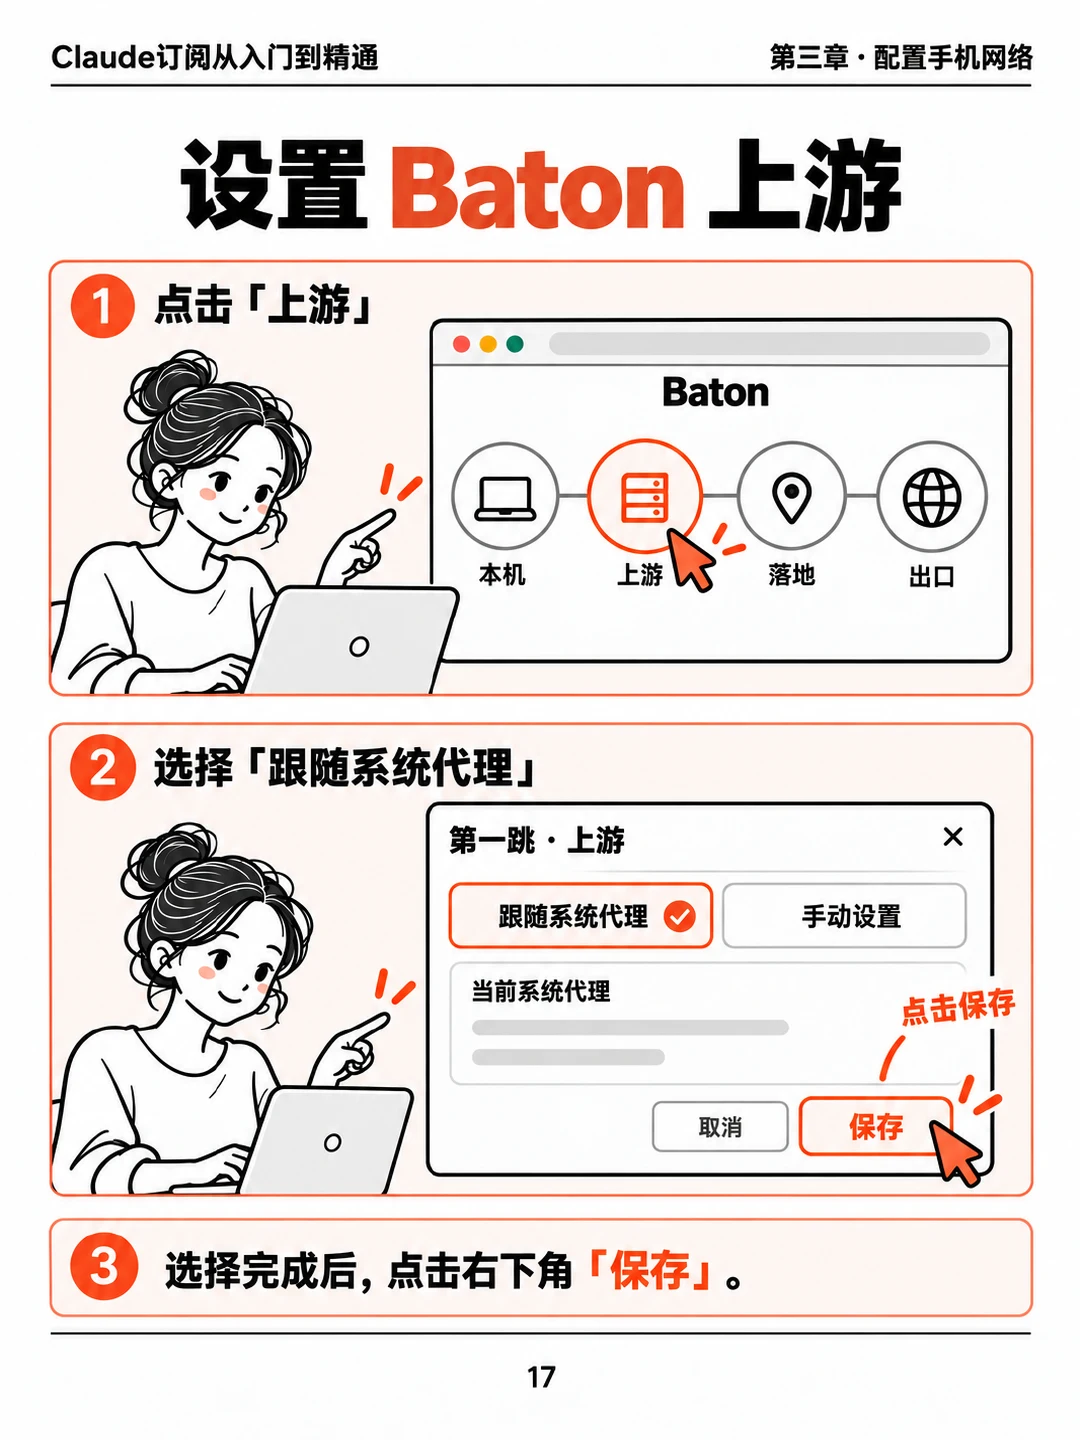 Claude订阅从入门到精通
第三章 · 配置手机网络
设置 Baton 上游
1 点击「上游」
Baton
本机
上游
落地
出口
2 选择「跟随系统代理」
第一跳 · 上游
跟随系统代理
手动设置
当前系统代理
点击保存
取消
保存
3 选择完成后，点击右下角「保存」。
17